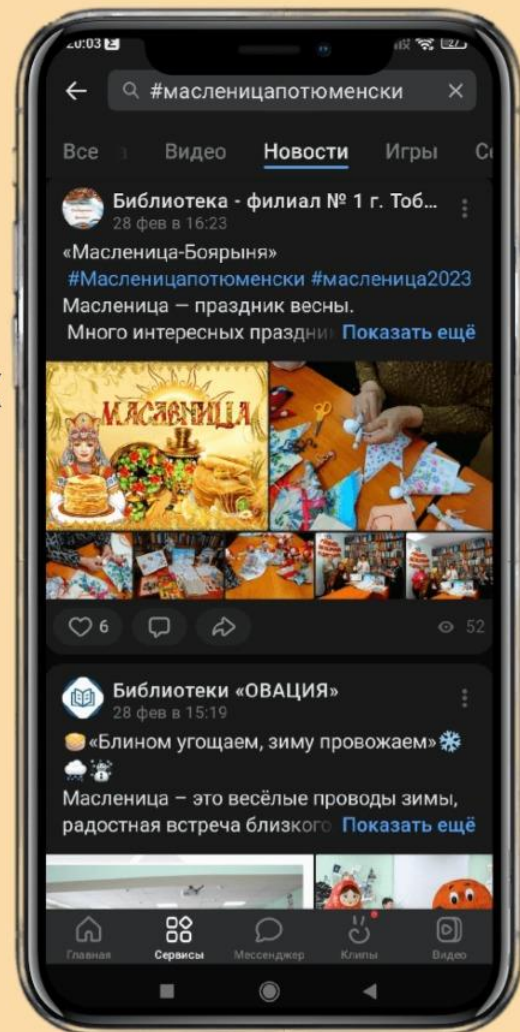 20:03
27
#масленицапотюменски
Все Видео Новости Игры
Библиотека - филиал № 1 г. Тоб...
28 фев в 16:23
«Масленица-Боярыня»
#Масленицапотюменски #масленица2023
Масленица — праздник весны.
Много интересных праздни Показать ещё
МАСЛЕНИЦА
6
52
Библиотеки «ОВАЦИЯ»
28 фев в 15:19
🥞«Блином угощаем, зиму провожаем»❄
🌨☃
Масленица – это весёлые проводы зимы,
радостная встреча близкого Показать ещё
Главная Сервисы Мессенджер Клипы Видео